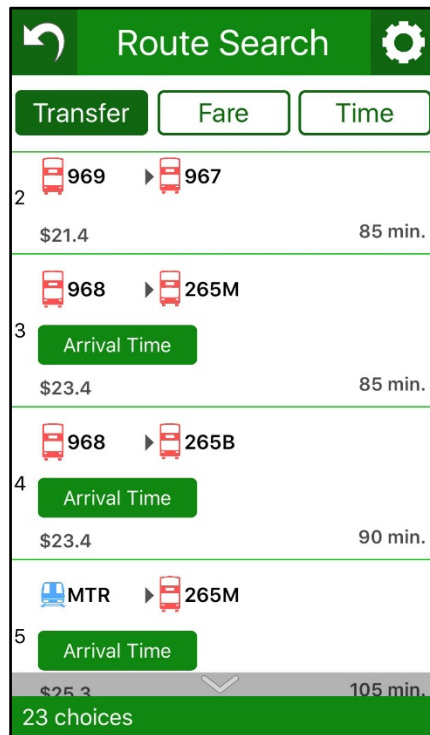 Route Search
Transfer Fare Time
969 967
2
$21.4 85 min.
968 265M
3
Arrival Time
$23.4 85 min.
968 265B
4
Arrival Time
$23.4 90 min.
MTR 265M
5
Arrival Time
$25.3 105 min.
23 choices